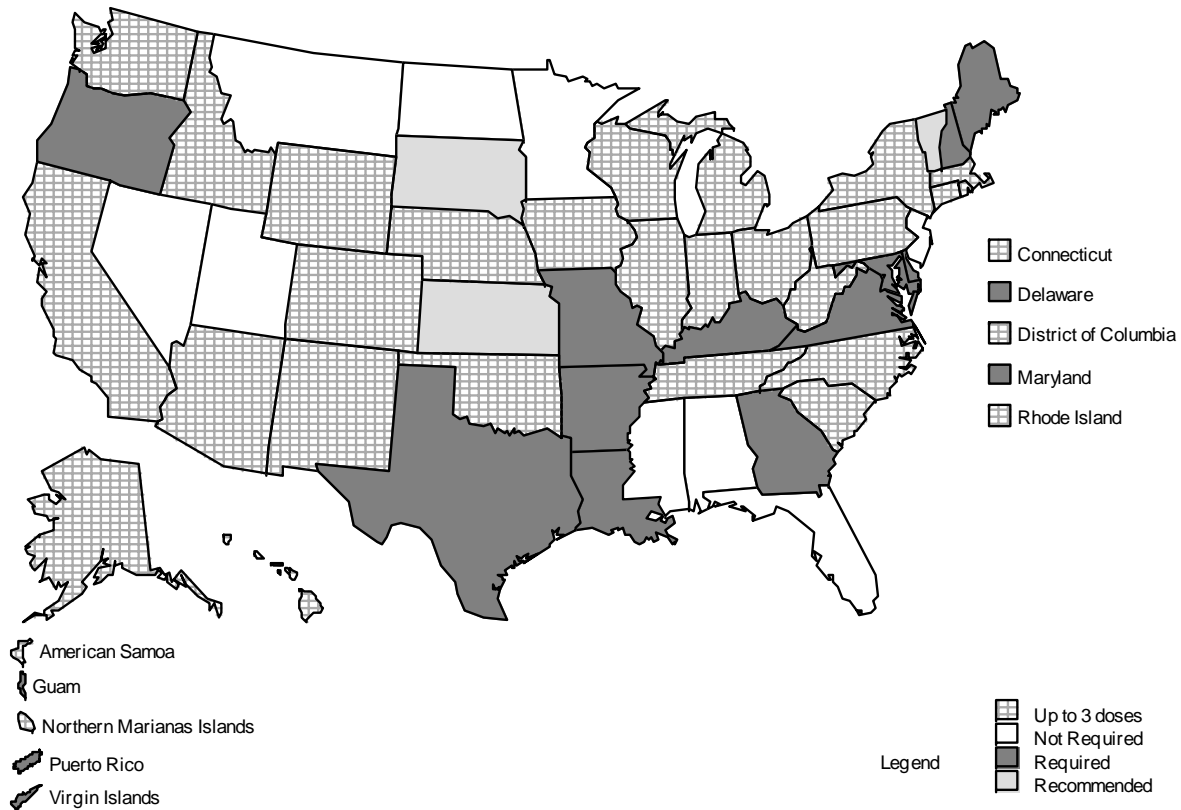 Connecticut
Delaware
District of Columbia
Maryland
Rhode Island
American Samoa
Guam
Northern Marianas Islands
Puerto Rico
Virgin Islands
Legend
Up to 3 doses
Not Required
Required
Recommended